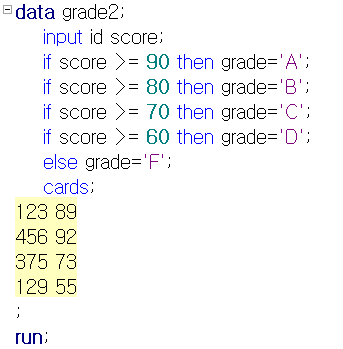 data grade2;
input id score;
if score >= 90 then grade='A';
if score >= 80 then grade='B';
if score >= 70 then grade='C';
if score >= 60 then grade='D';
else grade='F';
cards;
123 89
456 92
375 73
129 55
;
run;